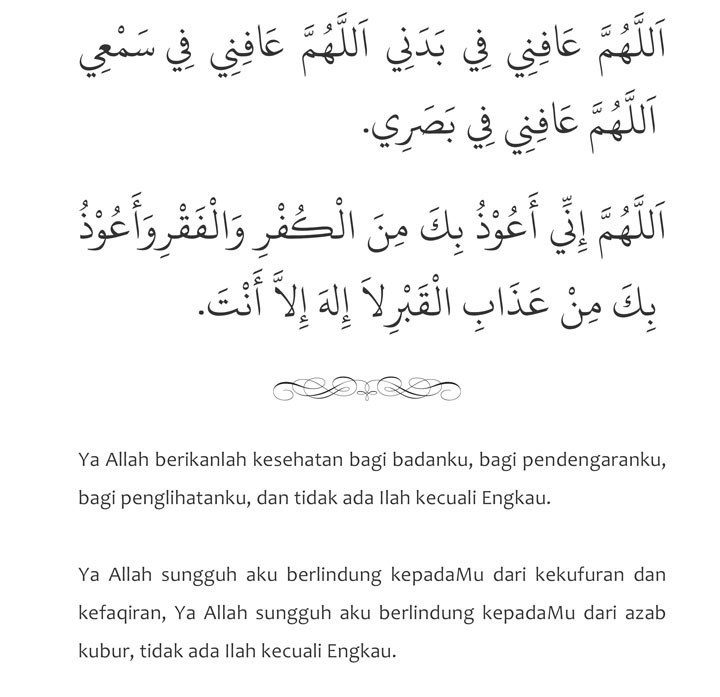 اَللَّهُمَّ عَافِنِي فِي بَدَنِي اَللَّهُمَّ عَافِنِي فِي سَمْعِي
اَللَّهُمَّ عَافِنِي فِي بَصَرِي.
اَللَّهُمَّ إِنِّي أَعُوْذُ بِكَ مِنَ الْكُفْرِ وَالْفَقْرِوَأَعُوْذُ
بِكَ مِنْ عَذَابِ الْقَبْرِلاَ إِلهَ إِلاَّ أَنْتَ.
Ya Allah berikanlah kesehatan bagi badanku, bagi pendengaranku,
bagi penglihatanku, dan tidak ada Ilah kecuali Engkau.
Ya Allah sungguh aku berlindung kepadaMu dari kekufuran dan
kefaqiran, Ya Allah sungguh aku berlindung kepadaMu dari azab
kubur, tidak ada Ilah kecuali Engkau.